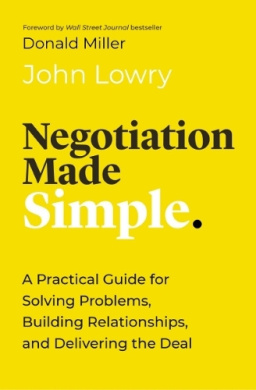 Foreword by Wall Street Journal bestseller
Donald Miller
John Lowry
Negotiation
Made
Simple.
A Practical Guide for
Solving Problems,
Building Relationships,
and Delivering the Deal